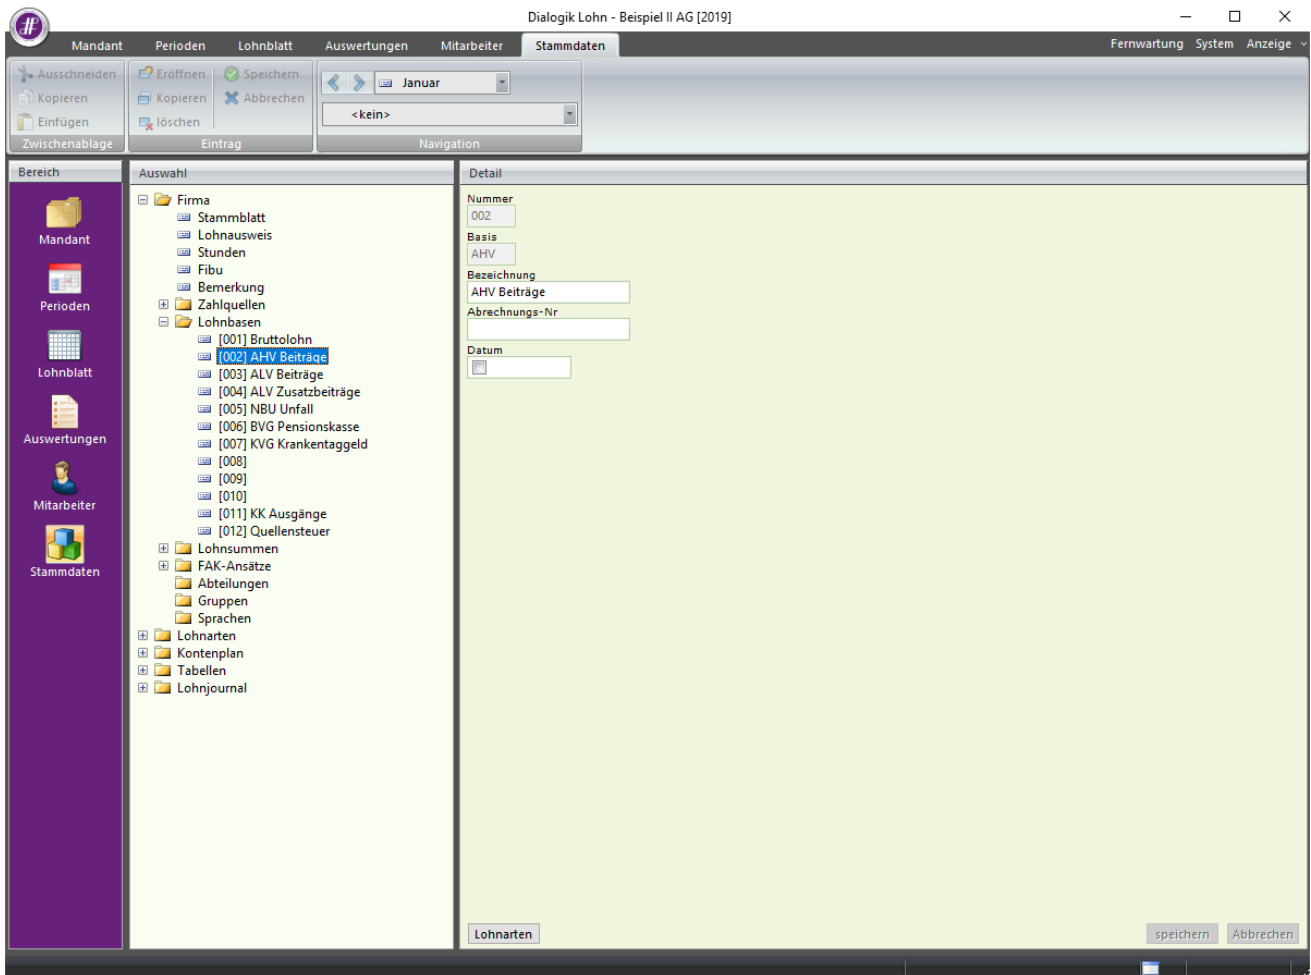 Dialogik Lohn - Beispiel II AG [2019]
Mandant Perioden Lohnblatt Auswertungen Mitarbeiter Stammdaten Fernwartung System Anzeige
Ausschneiden Eröffnen Speichern
Januar
Kopieren Kopieren Abbrechen
<kein>
Einfügen löschen
Zwischenablage Eintrag Navigation
Bereich
Mandant
Perioden
Lohnblatt
Auswertungen
Mitarbeiter
Stammdaten
Auswahl
Firma
Stammblatt
Lohnausweis
Stunden
Fibu
Bemerkung
Zahlquellen
Lohnbasen
[001] Bruttolohn
[002] AHV Beiträge
[003] ALV Beiträge
[004] ALV Zusatzbeiträge
[005] NBU Unfall
[006] BVG Pensionskasse
[007] KVG Krankentaggeld
[008]
[009]
[010]
[011] KK Ausgänge
[012] Quellensteuer
Lohnsummen
FAK-Ansätze
Abteilungen
Gruppen
Sprachen
Lohnarten
Kontenplan
Tabellen
Lohnjournal
Detail
Nummer
002
Basis
AHV
Bezeichnung
AHV Beiträge
Abrechnungs-Nr
Datum
Lohnarten speichern Abbrechen